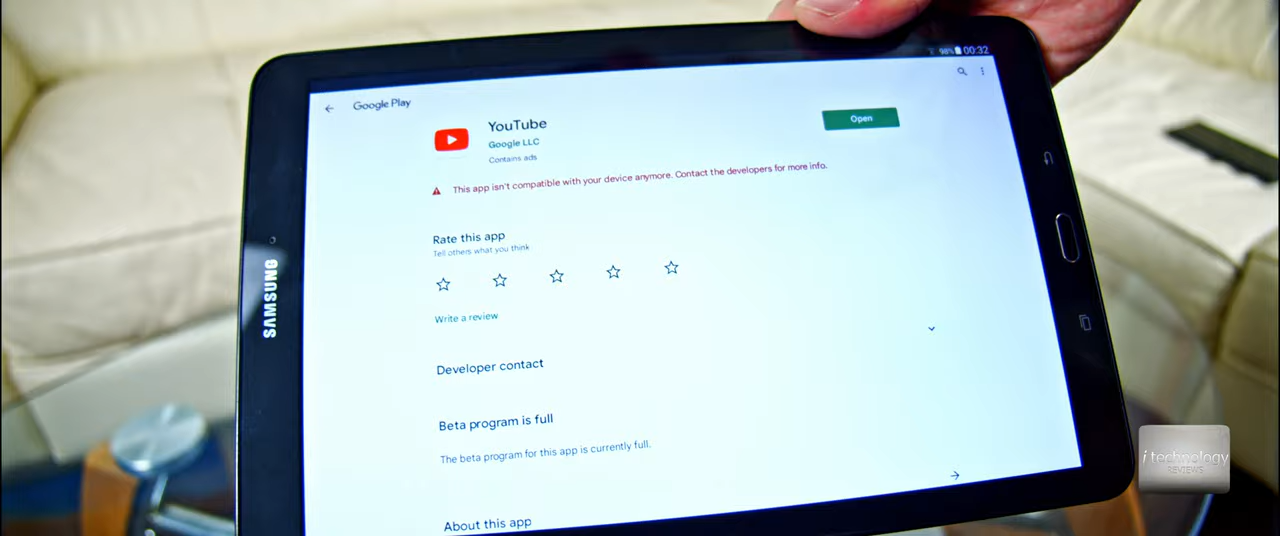 98% 00:32
Google Play
YouTube
Google LLC
Contains ads
Open
This app isn't compatible with your device anymore. Contact the developers for more info.
Rate this app
Tell others what you think
Write a review
Developer contact
Beta program is full
The beta program for this app is currently full.
About this app
SAMSUNG
i technology
REVIEWS